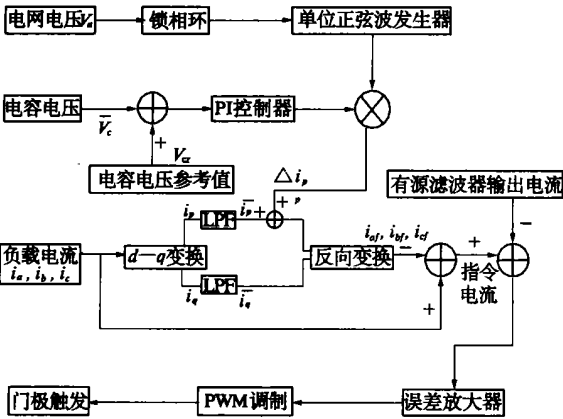 电网电压Va
锁相环
单位正弦波发生器
电容电压
PI控制器
V̄c
+
Vcr
电容电压参考值
△ip
+ p
有源滤波器输出电流
ip
LPF
īp
+
负载电流
ia, ib, ic
d—q变换
iq
LPF
īq
反向变换
iaf, ibf, icf
−
+
−
+
指令
电流
门极触发
PWM 调制
误差放大器